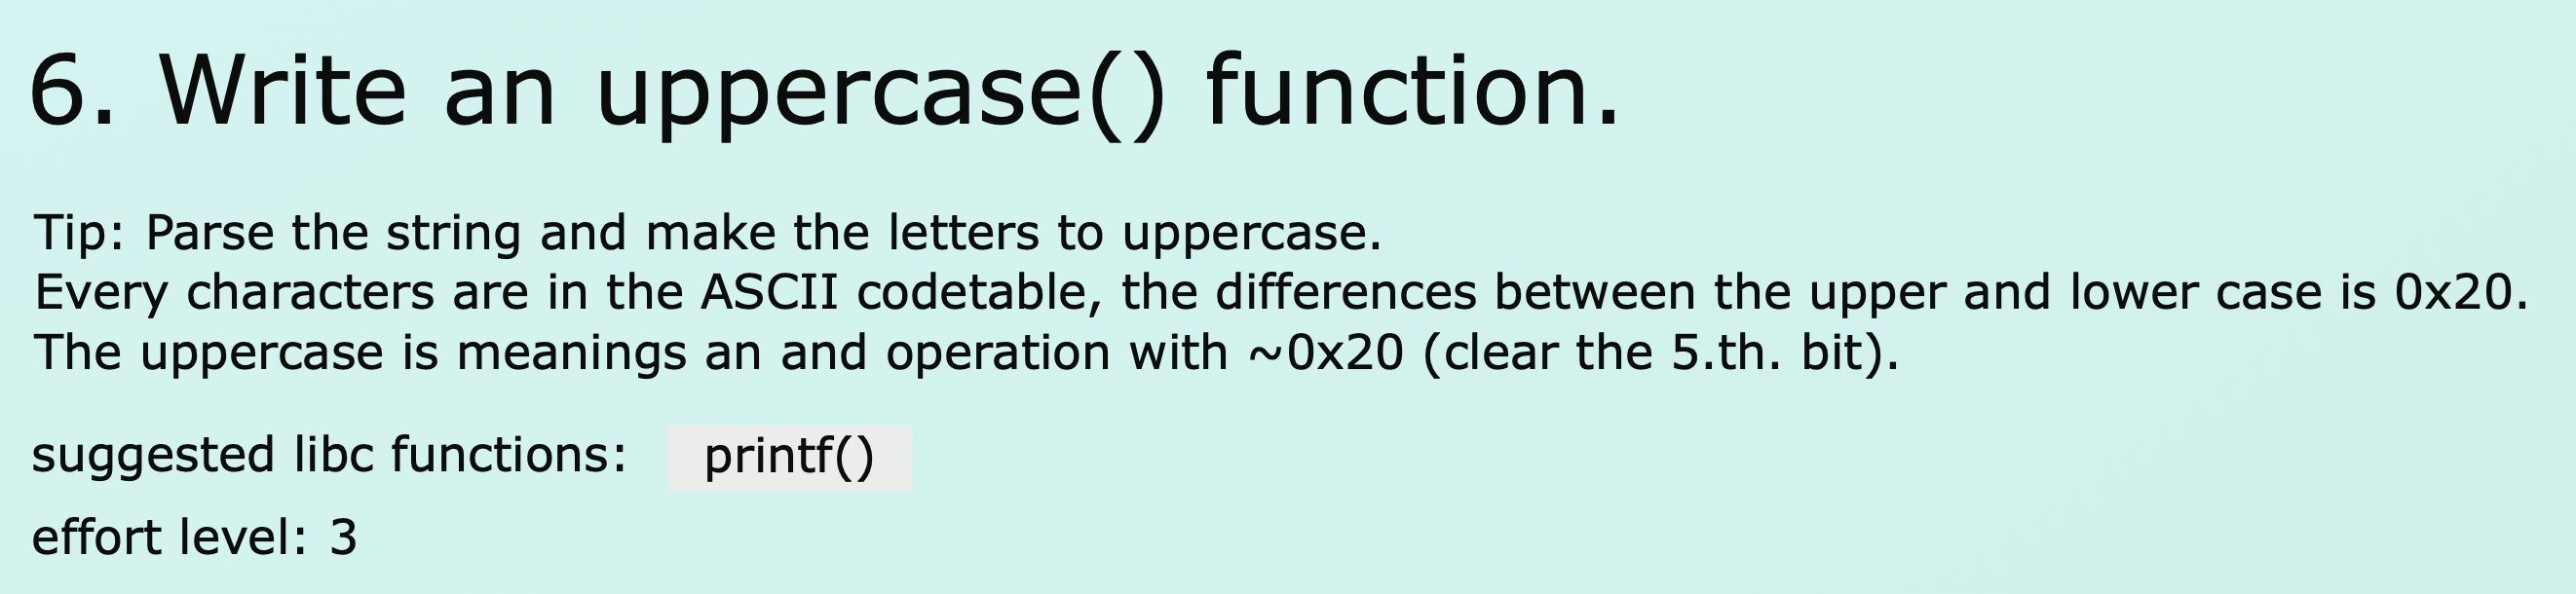 6. Write an uppercase() function.
Tip: Parse the string and make the letters to uppercase.
Every characters are in the ASCII codetable, the differences between the upper and lower case is 0x20.
The uppercase is meanings an and operation with ~0x20 (clear the 5.th. bit).
suggested libc functions: printf()
effort level: 3